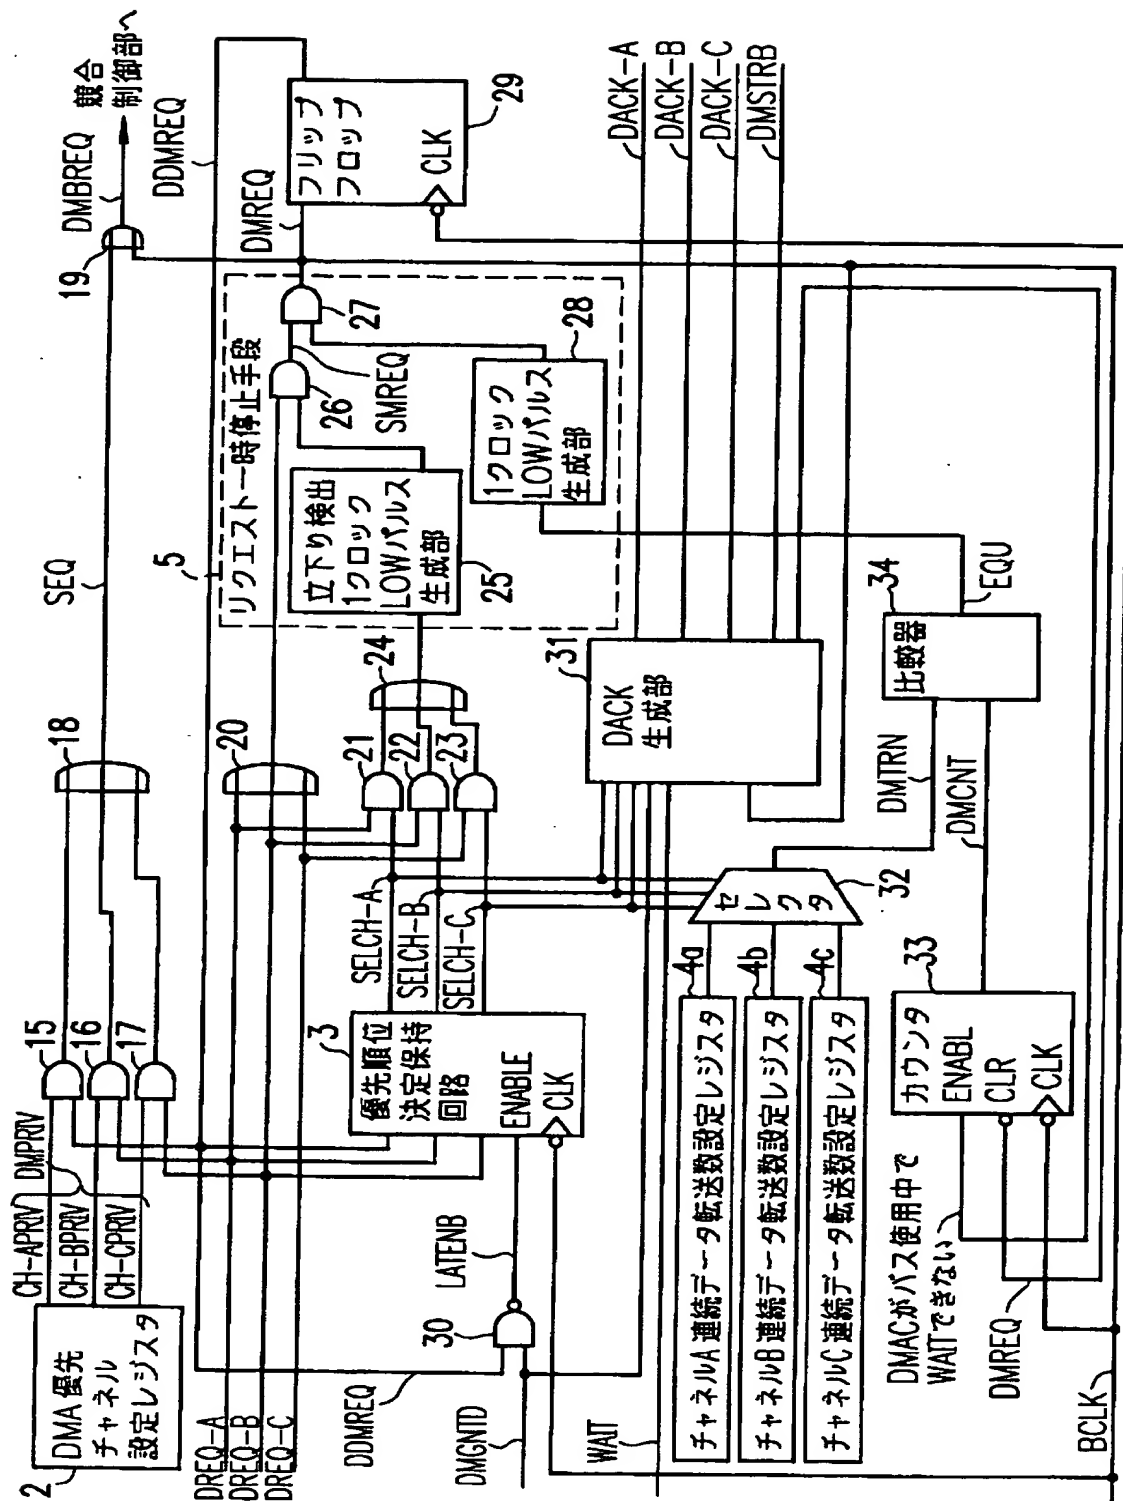 2
DMA優先
チャネル
設定レジスタ
CH-APRIV
CH-BPRIV
CH-CPRIV
DMPRIV
15
16
17
18
SEQ
19
DMBREQ
競合
制御部へ
DREQ-A
DREQ-B
DREQ-C
20
5
リクエスト一時停止手段
DDMREQ
DMREQ
フリップ
フロップ
CLK
29
3
優先順位
決定保持
回路
ENABLE
CLK
SELCH-A
SELCH-B
SELCH-C
21
22
23
24
立下り検出
1クロック
LOWパルス
生成部
25
26
SMREQ
27
1クロック
LOWパルス
生成部
28
DDMREQ
30
LATENB
DMGNTD
WAIT
31
DACK
生成部
DACK-A
DACK-B
DACK-C
DMSTRB
チャネルA連続データ転送数設定レジスタ
4a
チャネルB連続データ転送数設定レジスタ
4b
チャネルC連続データ転送数設定レジスタ
4c
セレクタ
32
DMTRN
DMCNT
34
比較器
EQU
DMACがバス使用中で
WAITできない
33
カウンタ
ENABL
CLR
CLK
DMREQ
BCLK